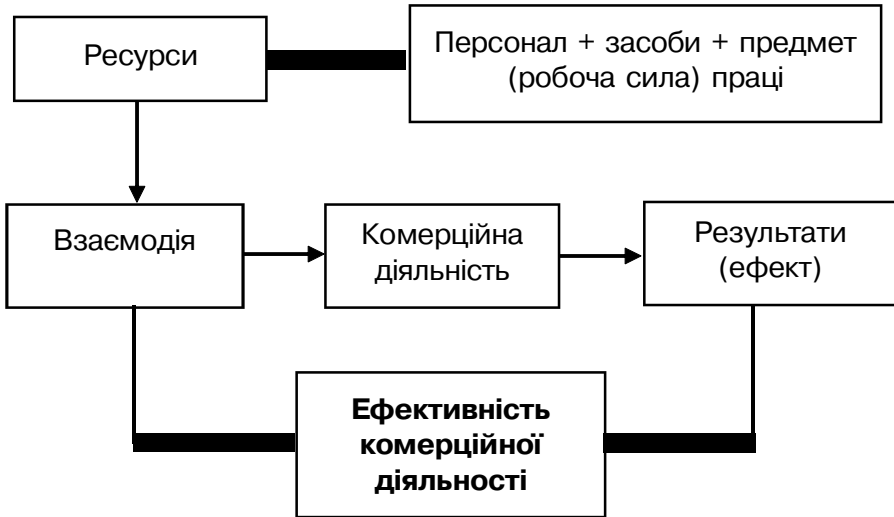 Ресурси
Персонал + засоби + предмет
(робоча сила) праці
Взаємодія
Комерційна
діяльність
Результати
(ефект)
Ефективність
комерційної
діяльності